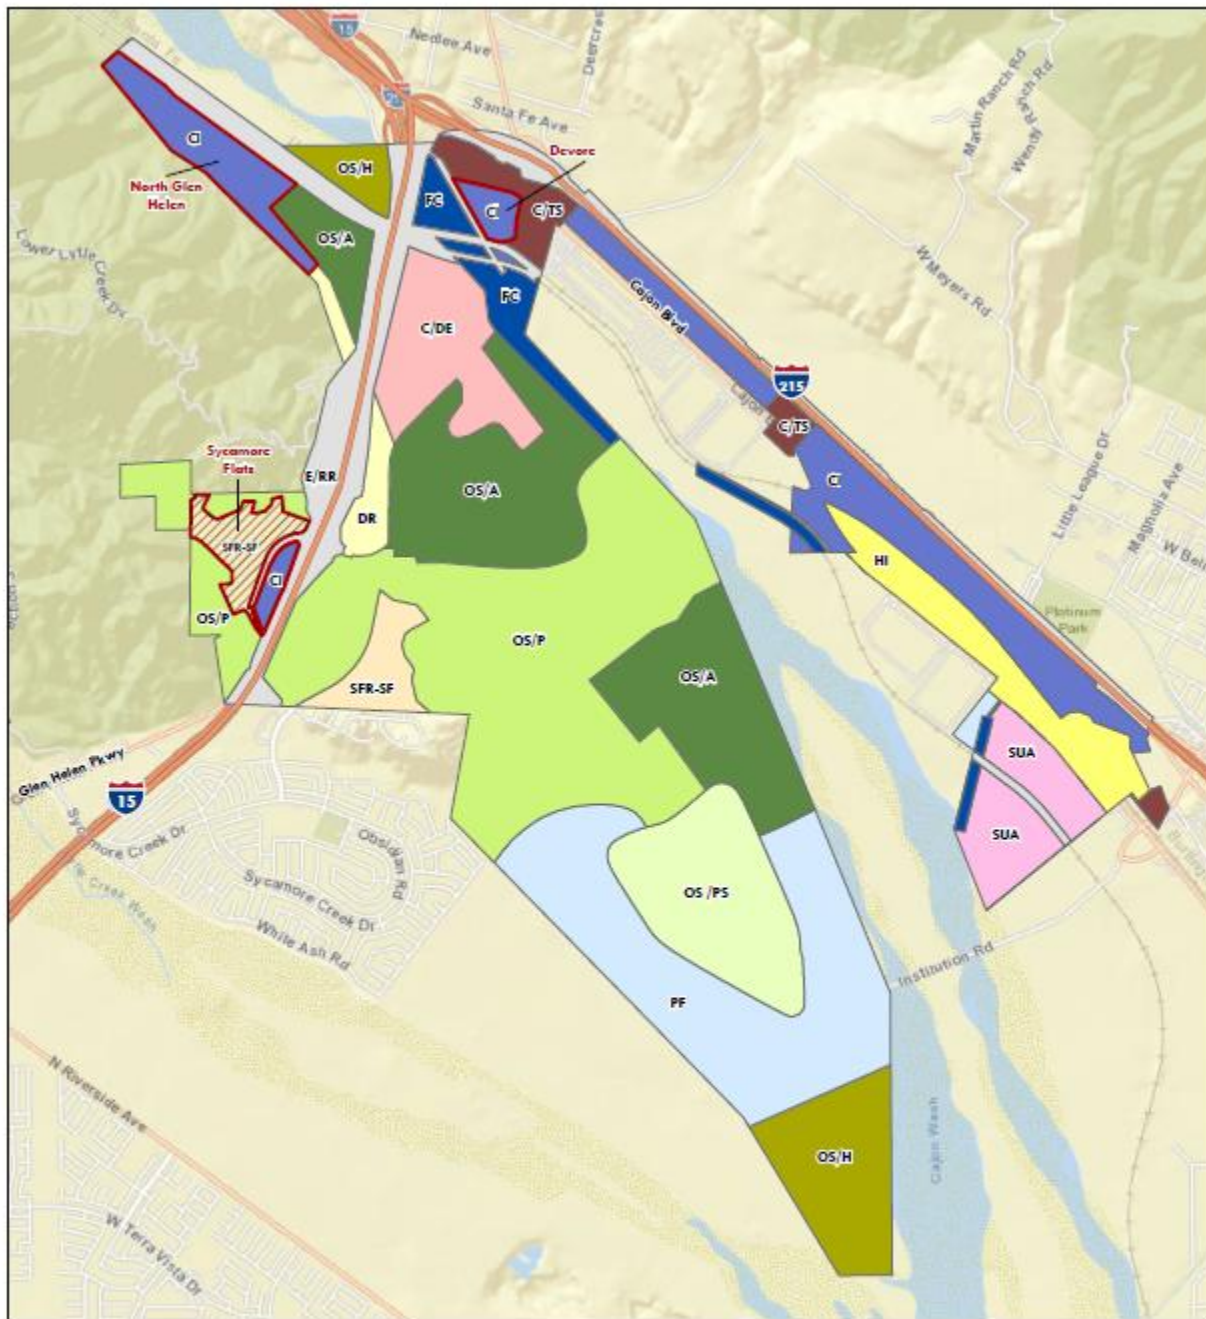 15
Nedlee Ave
Santa Fe Ave
Martin Ranch Rd
Wendy Ranch Rd
CI
Devore
North Glen
Helen
OS/H
FC
CI
C/TS
OS/A
Lower Lytle Creek Dr
W Meyers Rd
FC
Cajon Blvd
C/DE
215
C/TS
Sycamore
Flats
Little League Dr
Magnolia Ave
E/RR
OS/A
CI
DR
SFR-SF
HI
CI
OS/P
Platinum
Park
OS/P
OS/A
SFR-SF
Glen Helen Pkwy
SUA
15
Sycamore Creek Dr
Obsidian Rd
SUA
Sycamore Creek Dr
OS/PS
White Ash Rd
Institution Rd
PF
N Riverside Ave
Cajon Wash
OS/H
W Terra Vista Dr